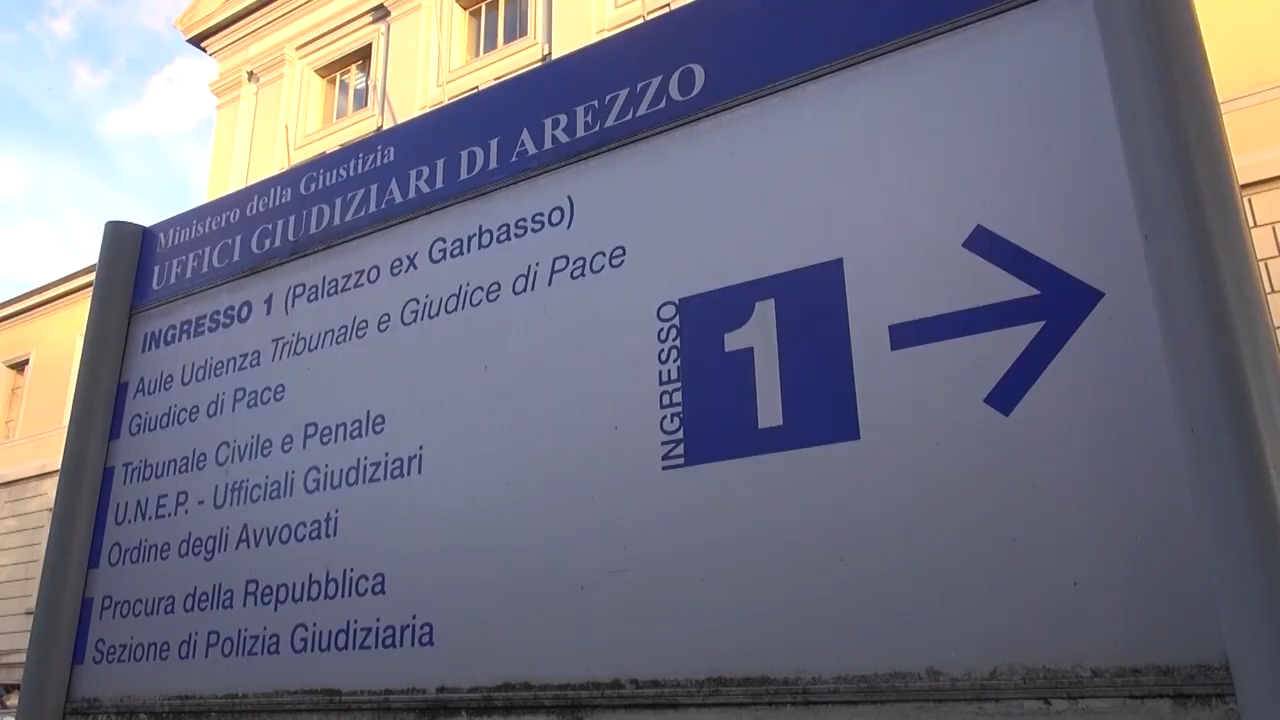 Ministero della Giustizia
UFFICI GIUDIZIARI DI AREZZO
INGRESSO 1 (Palazzo ex Garbasso)
Aule Udienza Tribunale e Giudice di Pace
Giudice di Pace
Tribunale Civile e Penale
U.N.E.P. - Ufficiali Giudiziari
Ordine degli Avvocati
Procura della Repubblica
Sezione di Polizia Giudiziaria
INGRESSO
1